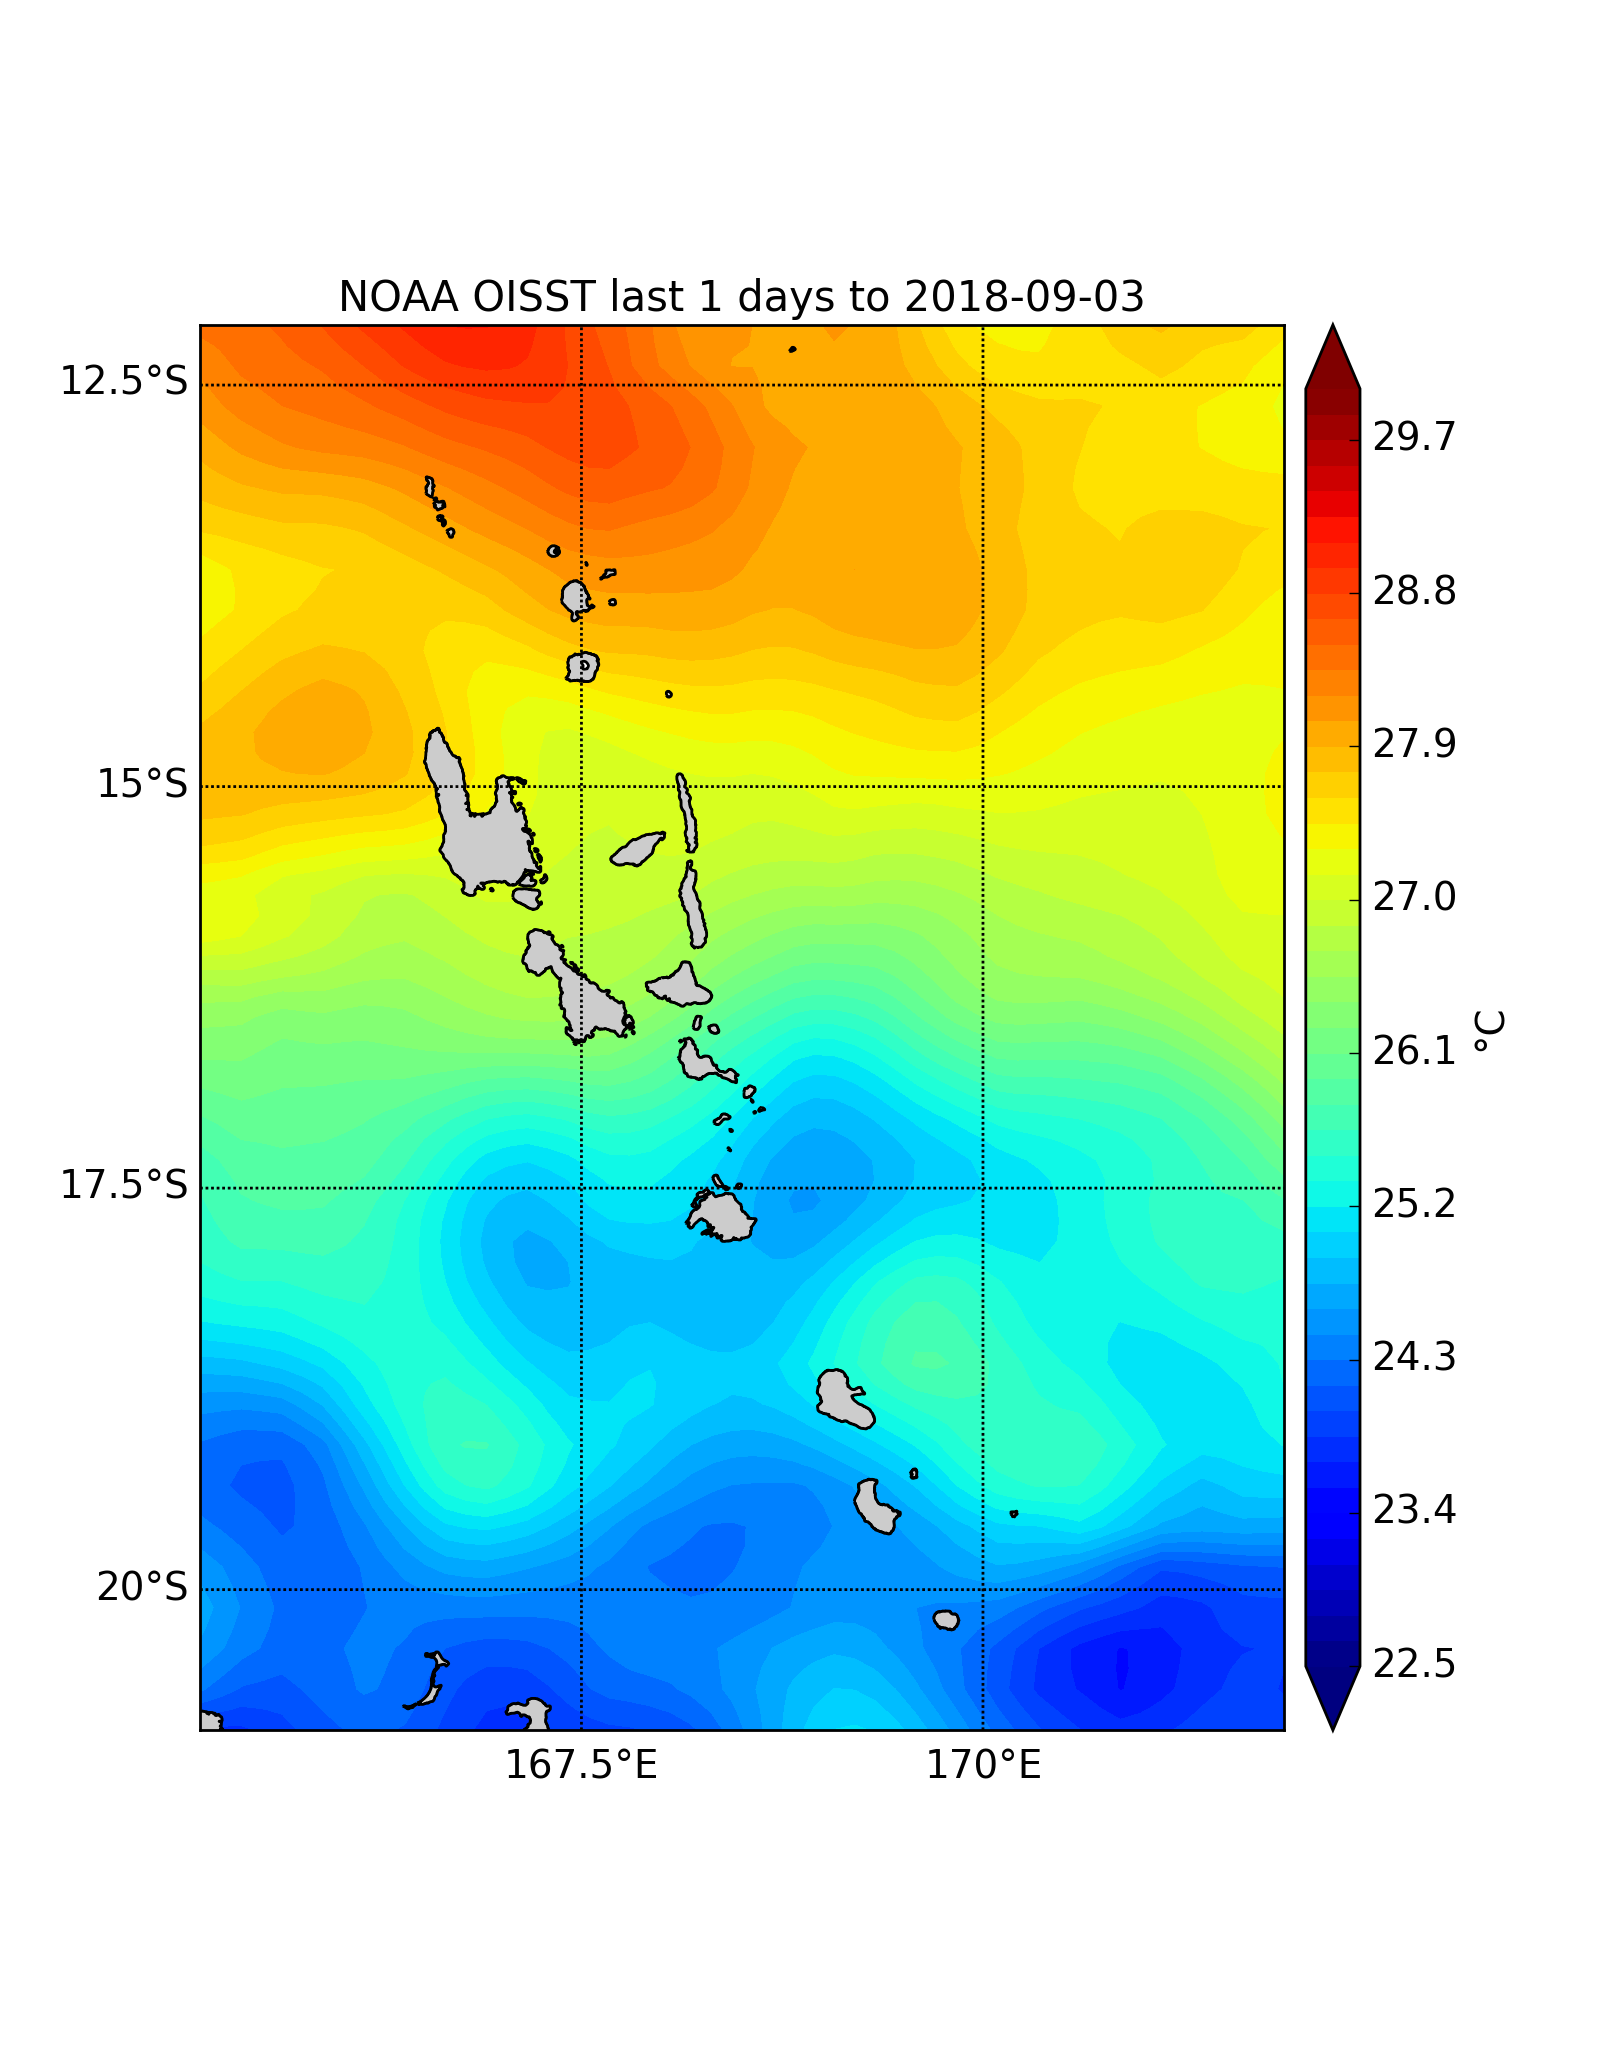 NOAA OISST last 1 days to 2018-09-03
12.5°S
15°S
17.5°S
20°S
167.5°E
170°E
29.7
28.8
27.9
27.0
26.1
25.2
24.3
23.4
22.5
°C